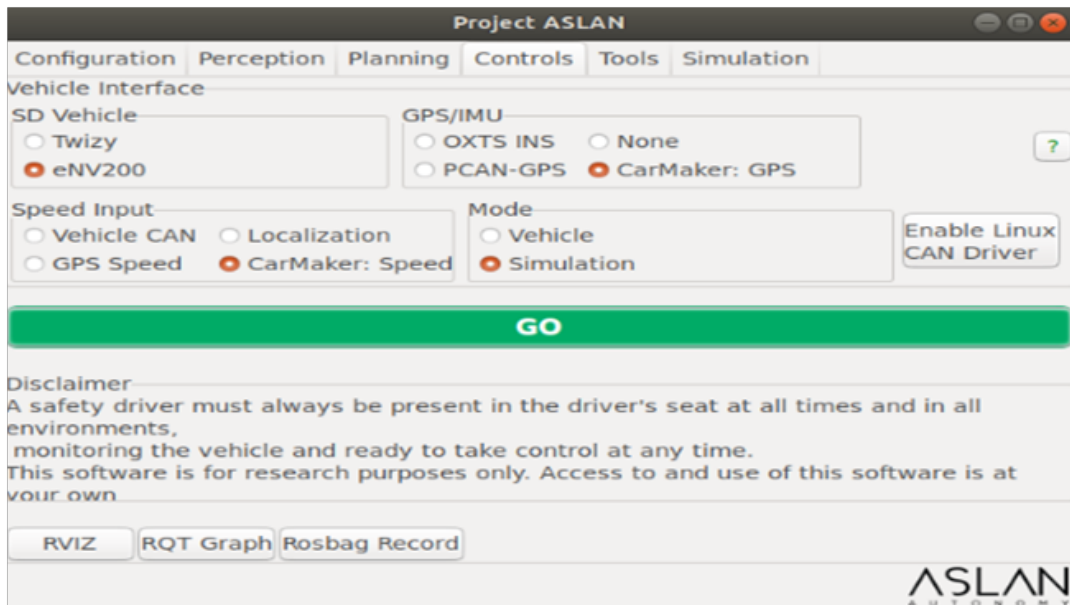 Project ASLAN
Configuration Perception Planning Controls Tools Simulation
Vehicle Interface
SD Vehicle GPS/IMU
Twizy OXTS INS None ?
eNV200 PCAN-GPS CarMaker: GPS
Speed Input Mode
Vehicle CAN Localization Vehicle Enable Linux
GPS Speed CarMaker: Speed Simulation CAN Driver
GO
Disclaimer
A safety driver must always be present in the driver's seat at all times and in all
environments,
monitoring the vehicle and ready to take control at any time.
This software is for research purposes only. Access to and use of this software is at
your own
RVIZ RQT Graph Rosbag Record
ASLAN
AUTONOMY